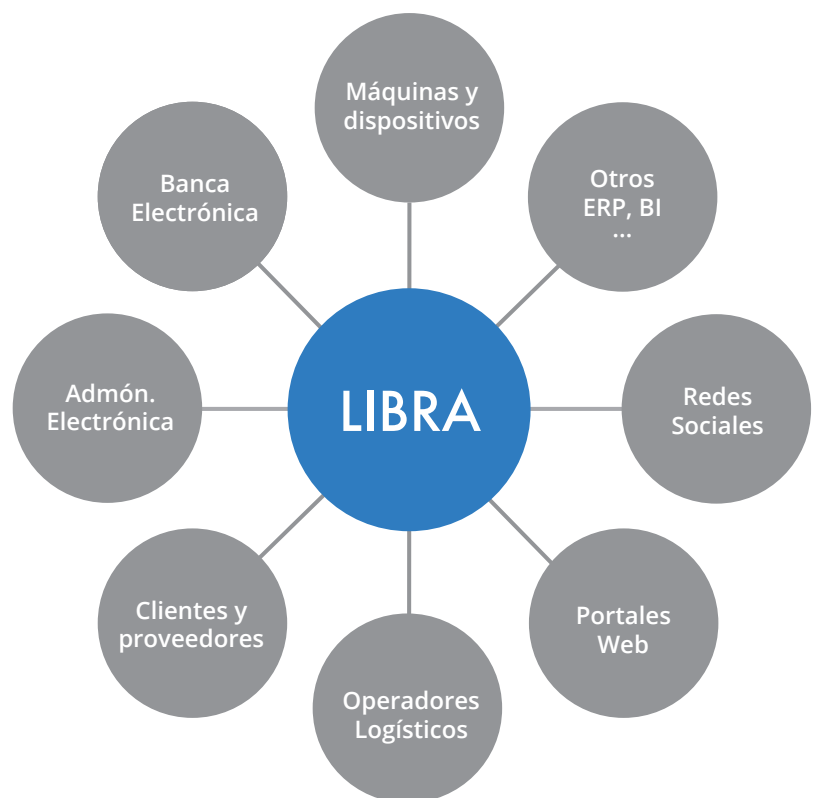 Máquinas y
dispositivos
Otros
ERP, BI
...
Redes
Sociales
Portales
Web
Operadores
Logísticos
Clientes y
proveedores
Admón.
Electrónica
Banca
Electrónica
LIBRA